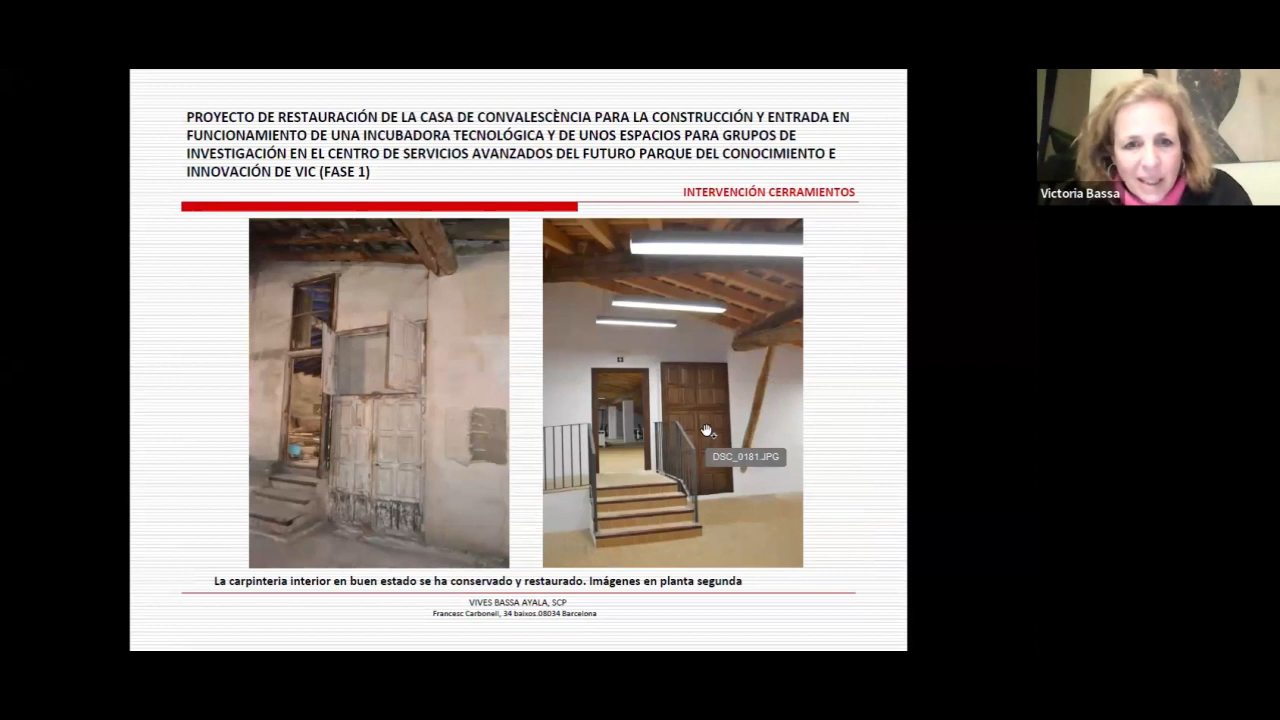 PROYECTO DE RESTAURACIÓN DE LA CASA DE CONVALESCÈNCIA PARA LA CONSTRUCCIÓN Y ENTRADA EN
FUNCIONAMIENTO DE UNA INCUBADORA TECNOLÓGICA Y DE UNOS ESPACIOS PARA GRUPOS DE
INVESTIGACIÓN EN EL CENTRO DE SERVICIOS AVANZADOS DEL FUTURO PARQUE DEL CONOCIMIENTO E
INNOVACIÓN DE VIC (FASE 1)
INTERVENCIÓN CERRAMIENTOS
Victoria Bassa
DSC_0181.JPG
La carpinteria interior en buen estado se ha conservado y restaurado. Imágenes en planta segunda
VIVES BASSA AYALA, SCP
Francesc Carbonell, 34 baixos.08034 Barcelona